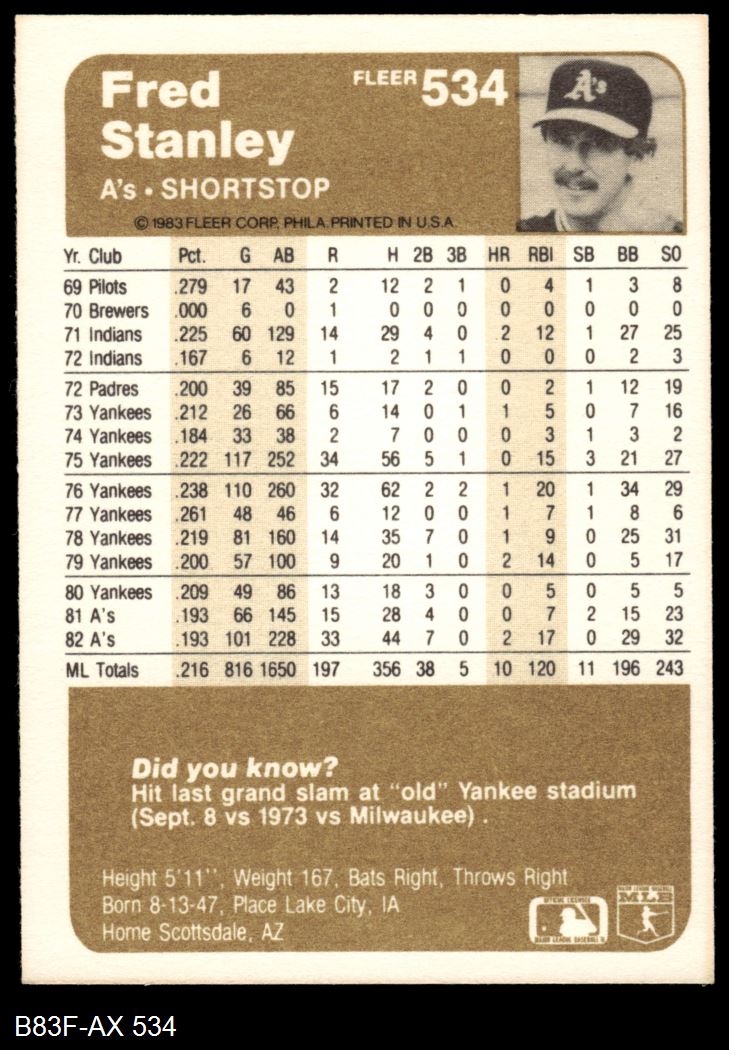 Fred
Stanley
FLEER 534
A's
A's • SHORTSTOP
© 1983 FLEER CORP. PHILA. PRINTED IN U.S.A.
Yr. Club Pct. G AB R H 2B 3B HR RBI SB BB SO
69 Pilots .279 17 43 2 12 2 1 0 4 1 3 8
70 Brewers .000 6 0 1 0 0 0 0 0 0 0 0
71 Indians .225 60 129 14 29 4 0 2 12 1 27 25
72 Indians .167 6 12 1 2 1 1 0 0 0 2 3
72 Padres .200 39 85 15 17 2 0 0 2 1 12 19
73 Yankees .212 26 66 6 14 0 1 1 5 0 7 16
74 Yankees .184 33 38 2 7 0 0 0 3 1 3 2
75 Yankees .222 117 252 34 56 5 1 0 15 3 21 27
76 Yankees .238 110 260 32 62 2 2 1 20 1 34 29
77 Yankees .261 48 46 6 12 0 0 1 7 1 8 6
78 Yankees .219 81 160 14 35 7 0 1 9 0 25 31
79 Yankees .200 57 100 9 20 1 0 2 14 0 5 17
80 Yankees .209 49 86 13 18 3 0 0 5 0 5 5
81 A's .193 66 145 15 28 4 0 0 7 2 15 23
82 A's .193 101 228 33 44 7 0 2 17 0 29 32
ML Totals .216 816 1650 197 356 38 5 10 120 11 196 243
Did you know?
Hit last grand slam at "old" Yankee stadium
(Sept. 8 vs 1973 vs Milwaukee) .
Height 5'11'', Weight 167, Bats Right, Throws Right
Born 8-13-47, Place Lake City, IA
Home Scottsdale, AZ
OFFICIAL LICENSEE
MAJOR LEAGUE BASEBALL
MAJOR LEAGUE BASEBALL
MLB
B83F-AX 534